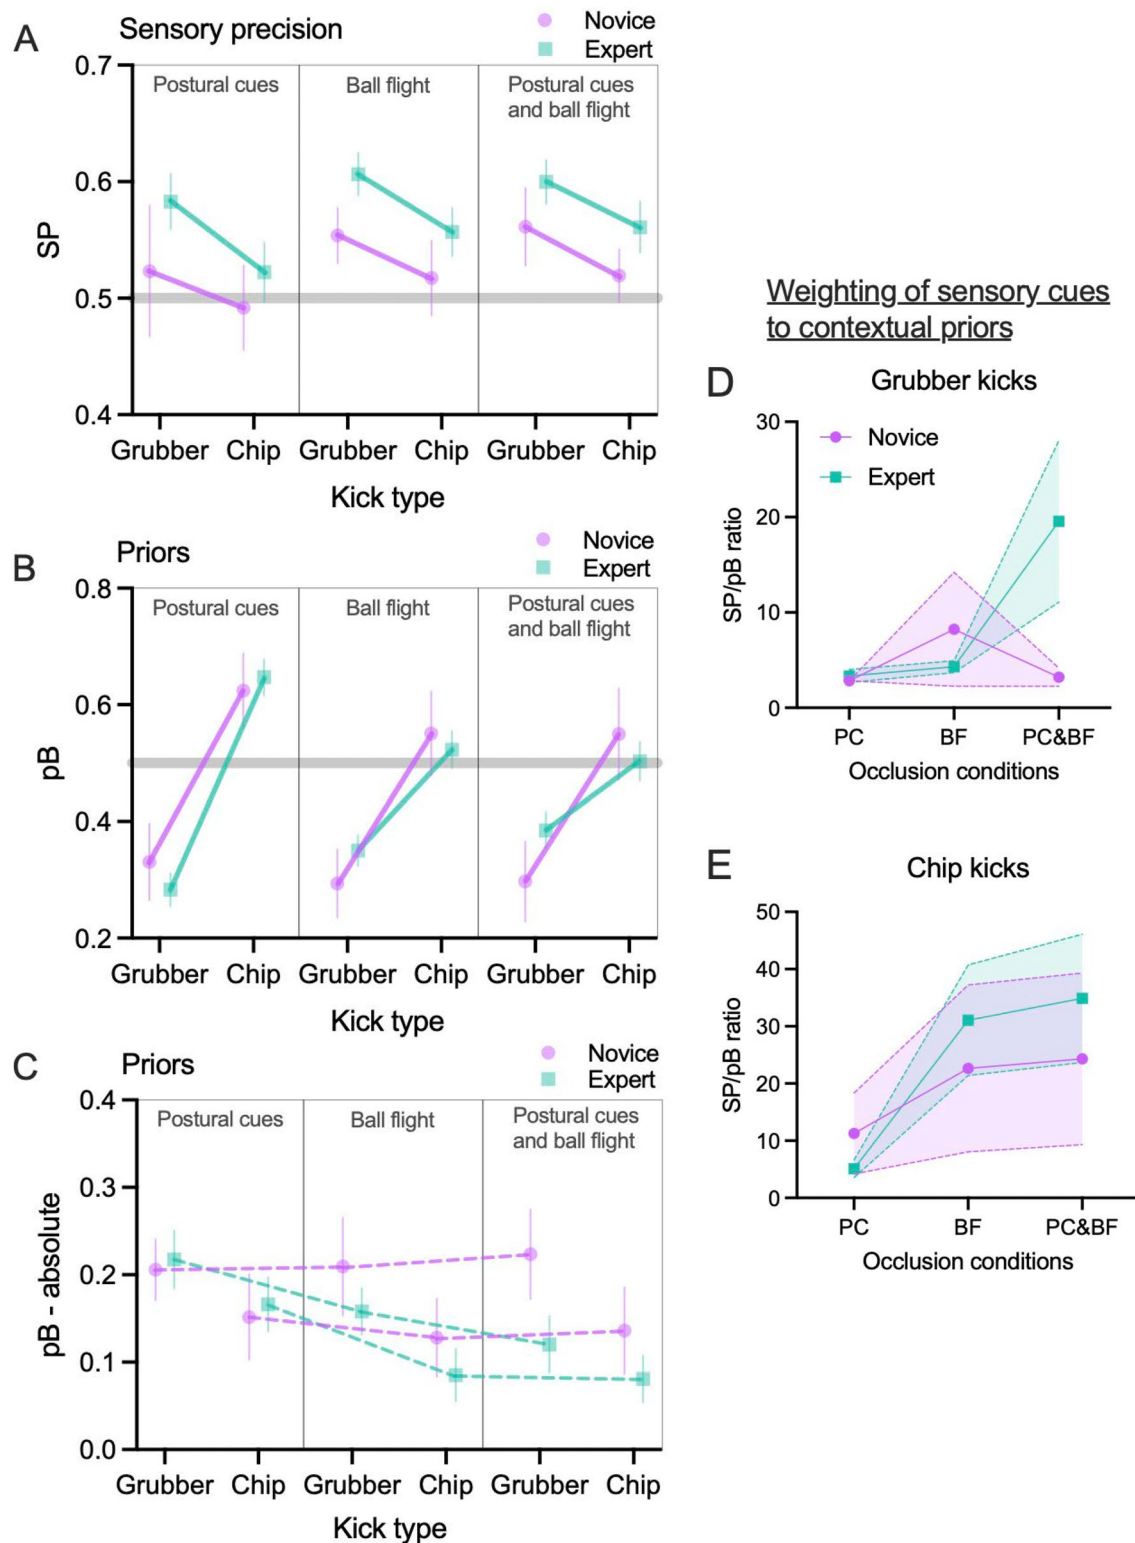 A
Sensory precision
Novice
Expert
0.7
0.6
0.5
0.4
SP
Postural cues
Ball flight
Postural cues
and ball flight
Grubber Chip Grubber Chip Grubber Chip
Kick type
B
Priors
Novice
Expert
0.8
0.6
0.4
0.2
pB
Postural cues
Ball flight
Postural cues
and ball flight
Grubber Chip Grubber Chip Grubber Chip
Kick type
C
Priors
Novice
Expert
0.4
0.3
0.2
0.1
0.0
pB - absolute
Postural cues
Ball flight
Postural cues
and ball flight
Grubber Chip Grubber Chip Grubber Chip
Kick type
Weighting of sensory cues
to contextual priors
D
Grubber kicks
Novice
Expert
30
20
10
0
SP/pB ratio
PC BF PC&BF
Occlusion conditions
E
Chip kicks
50
40
30
20
10
0
SP/pB ratio
PC BF PC&BF
Occlusion conditions